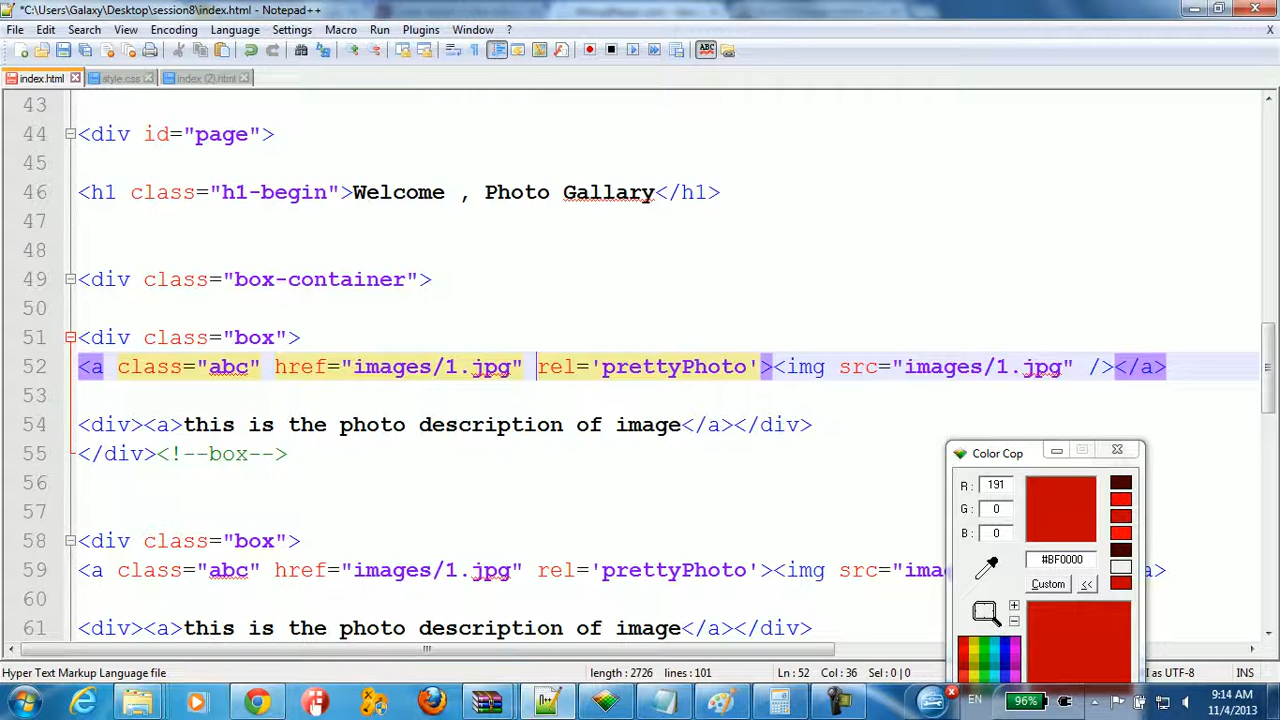 *C:\Users\Galaxy\Desktop\session8\index.html - Notepad++
File Edit Search View Encoding Language Settings Macro Run Plugins Window ? X
index.html style.css index (2).html
43
44 <div id="page">
45
46 <h1 class="h1-begin">Welcome , Photo Gallary</h1>
47
48
49 <div class="box-container">
50
51 <div class="box">
52 <a class="abc" href="images/1.jpg" rel='prettyPhoto'><img src="images/1.jpg" /></a>
53
54 <div><a>this is the photo description of image</a></div>
55 </div><!--box-->
56
57
58 <div class="box">
59 <a class="abc" href="images/1.jpg" rel='prettyPhoto'><img src="ima a>
60
61 <div><a>this is the photo description of image</a></div>
Color Cop
R: 191
G: 0
B: 0
#BF0000
Custom <<
Hyper Text Markup Language file length : 2726 lines : 101 Ln : 52 Col : 36 Sel : 0 | 0 as UTF-8 INS
EN 96% 9:14 AM
11/4/2013